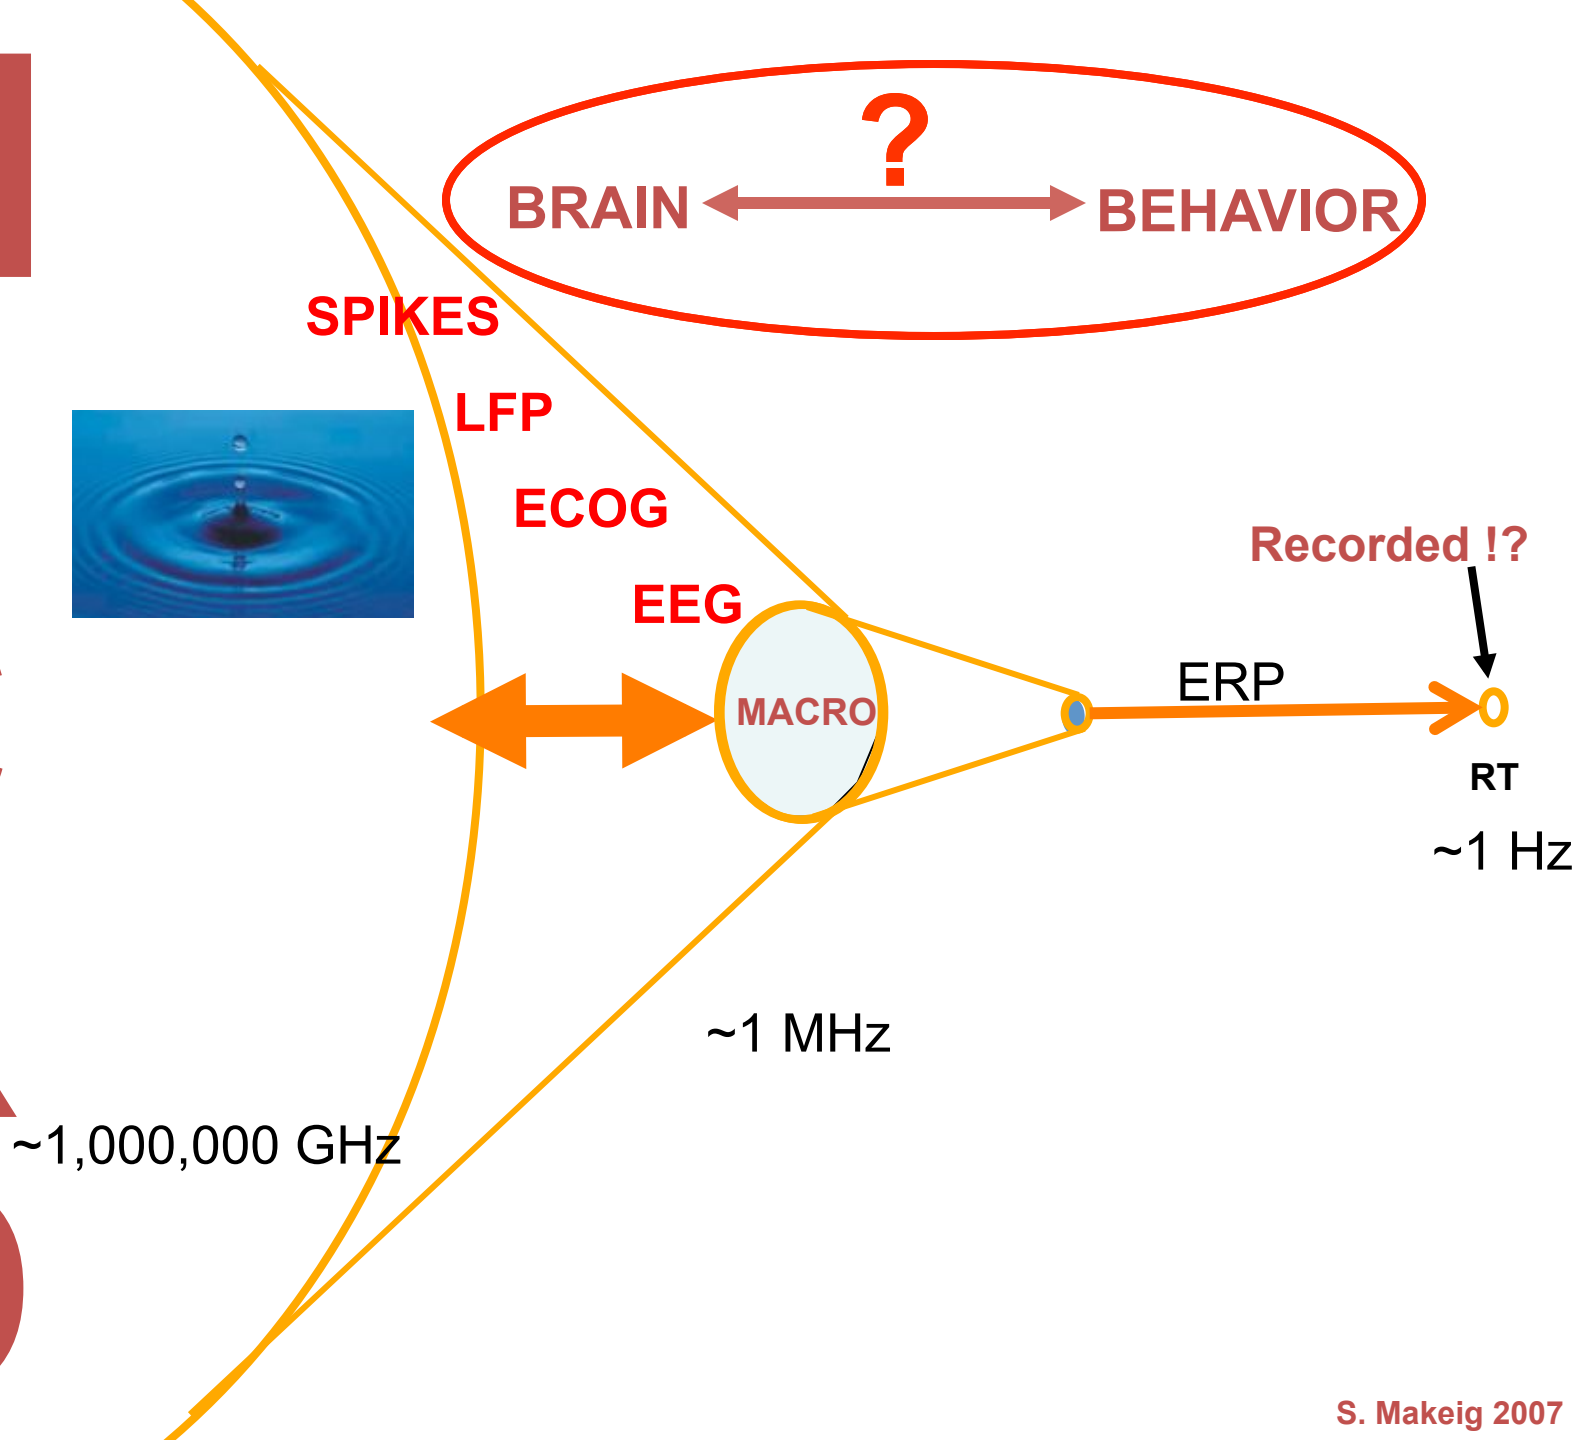 ?
BRAIN BEHAVIOR
SPIKES
LFP
ECOG
Recorded !?
EEG
ERP
MACRO
RT
~1 Hz
~1 MHz
~1,000,000 GHz
S. Makeig 2007